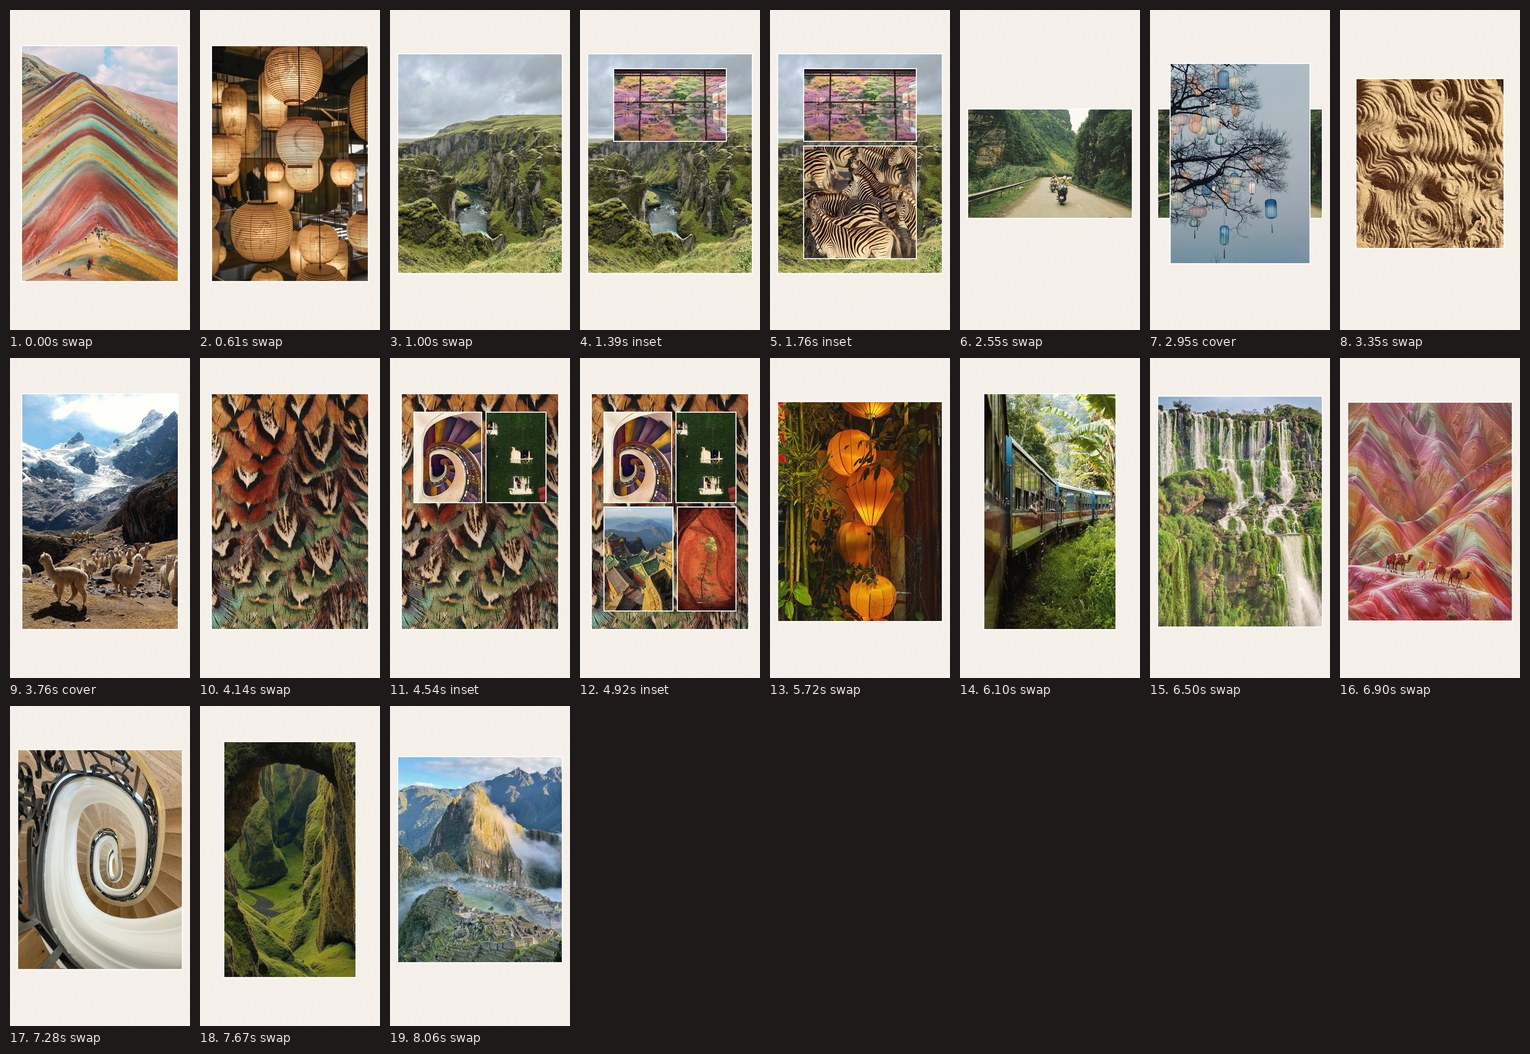 1. 0.00s swap
2. 0.61s swap
3. 1.00s swap
4. 1.39s inset
5. 1.76s inset
6. 2.55s swap
7. 2.95s cover
8. 3.35s swap
9. 3.76s cover
10. 4.14s swap
11. 4.54s inset
12. 4.92s inset
13. 5.72s swap
14. 6.10s swap
15. 6.50s swap
16. 6.90s swap
17. 7.28s swap
18. 7.67s swap
19. 8.06s swap